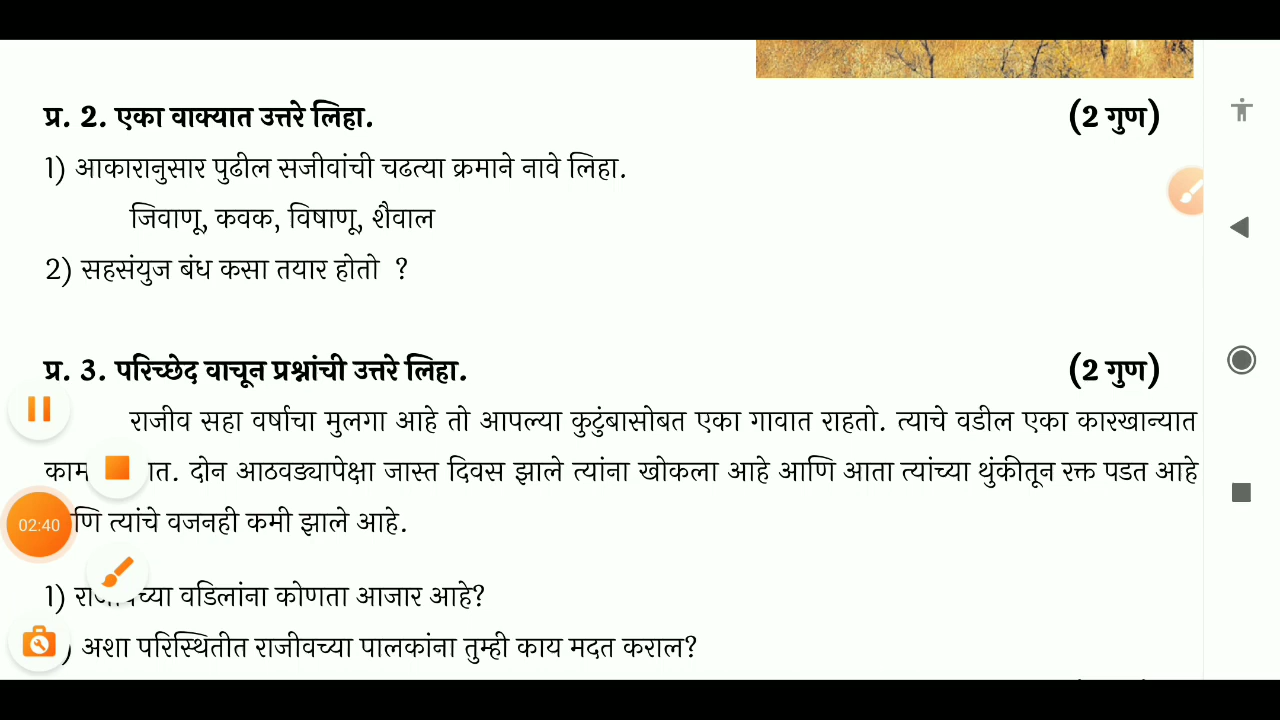 प्र. 2. एका वाक्यात उत्तरे लिहा. (2 गुण)
1) आकारानुसार पुढील सजीवांची चढत्या क्रमाने नावे लिहा.
जिवाणू, कवक, विषाणू, शैवाल
2) सहसंयुज बंध कसा तयार होतो ?
प्र. 3. परिच्छेद वाचून प्रश्नांची उत्तरे लिहा. (2 गुण)
राजीव सहा वर्षाचा मुलगा आहे तो आपल्या कुटुंबासोबत एका गावात राहतो. त्याचे वडील एका कारखान्यात
दोन आठवड्यापेक्षा जास्त दिवस झाले त्यांना खोकला आहे आणि आता त्यांच्या थुंकीतून रक्त पडत आहे
02:40 त्यांचे वजनही कमी झाले आहे.
1) वडिलांना कोणता आजार आहे?
अशा परिस्थितीत राजीवच्या पालकांना तुम्ही काय मदत कराल?